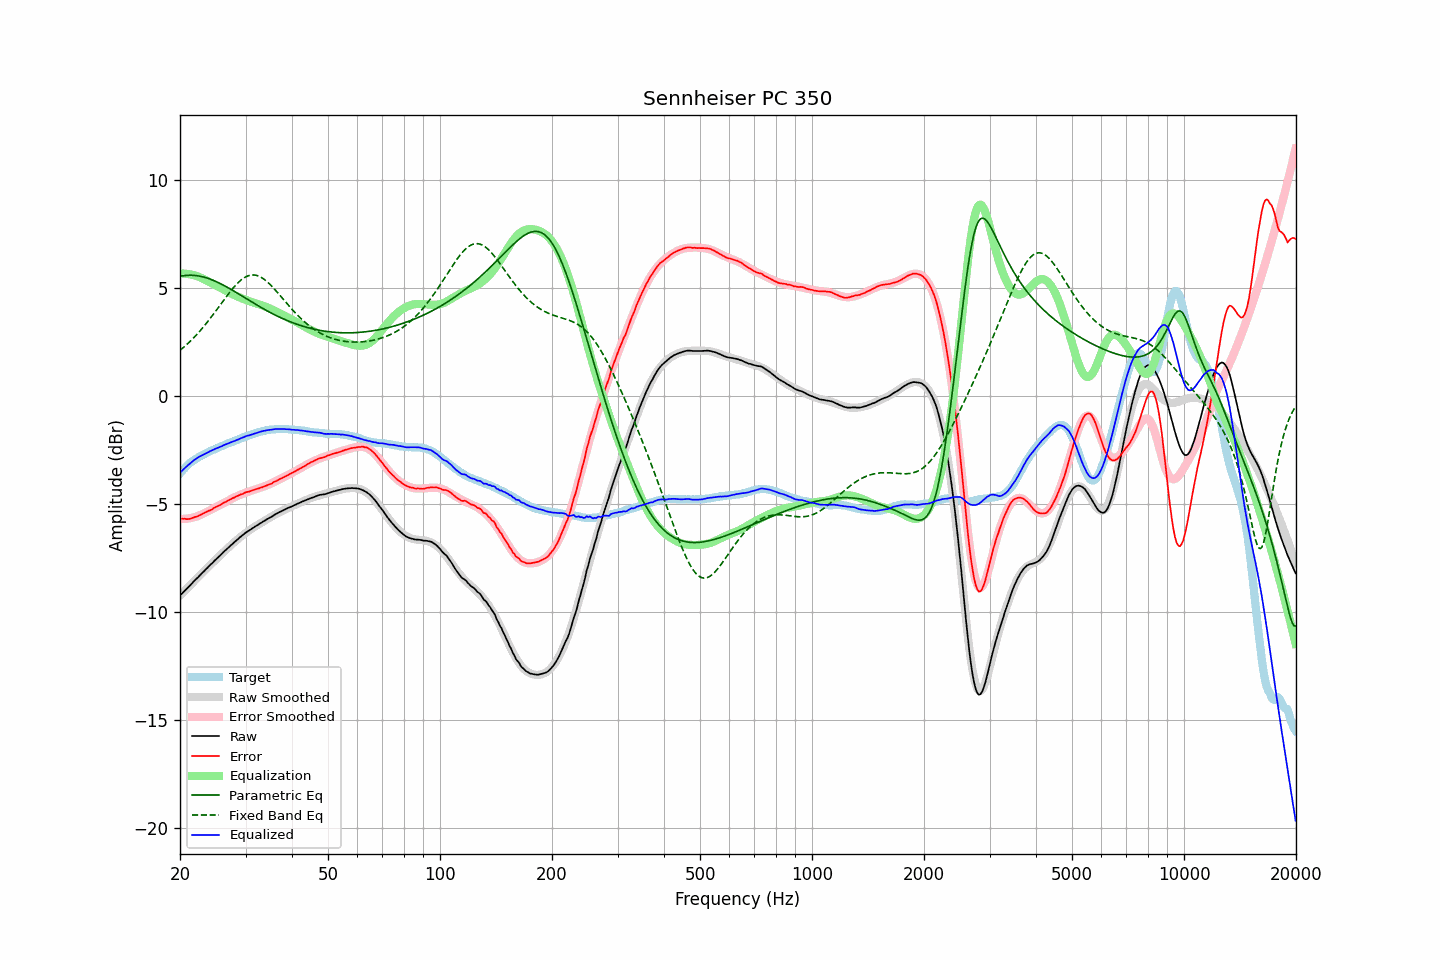 Sennheiser PC 350
Amplitude (dBr)
10
5
0
−5
−10
−15
−20
Target
Raw Smoothed
Error Smoothed
Raw
Error
Equalization
Parametric Eq
Fixed Band Eq
Equalized
20 50 100 200 500 1000 2000 5000 10000 20000
Frequency (Hz)